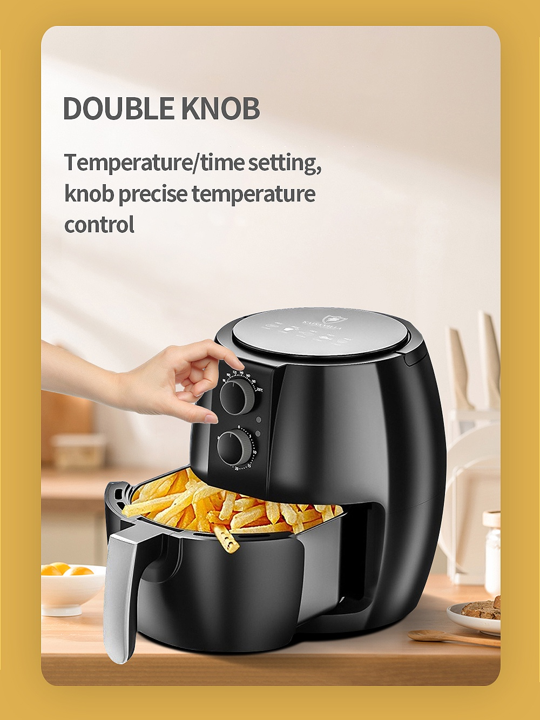 DOUBLE KNOB
Temperature/time setting,
knob precise temperature
control